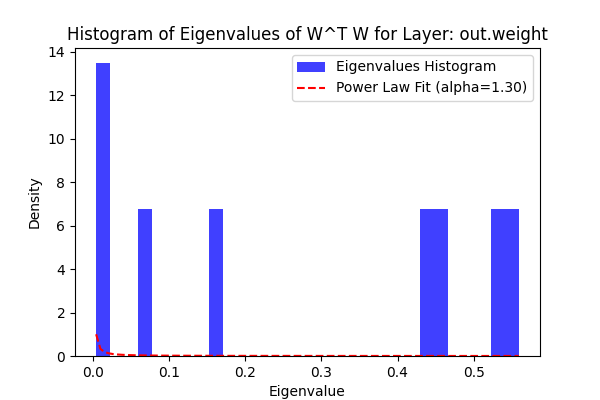 Histogram of Eigenvalues of W^T W for Layer: out.weight
Eigenvalues Histogram
Power Law Fit (alpha=1.30)
Density
14
12
10
8
6
4
2
0
0.0 0.1 0.2 0.3 0.4 0.5
Eigenvalue